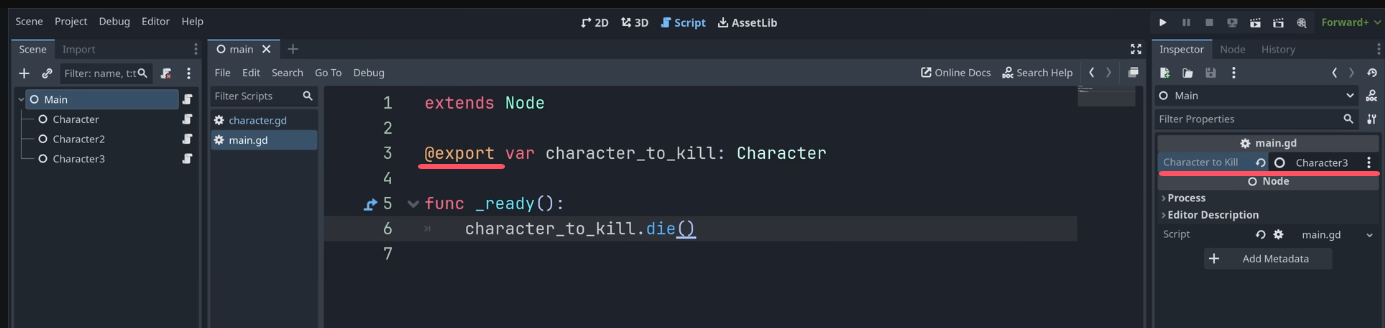 Scene Project Debug Editor Help
2D 3D Script AssetLib
Forward+
Scene Import
Filter: name, t:t
Main
Character
Character2
Character3
main
File Edit Search Go To Debug
Online Docs Search Help
Filter Scripts
character.gd
main.gd
1 extends Node
2
3 @export var character_to_kill: Character
4
5 func _ready():
6 character_to_kill.die()
7
Inspector Node History
Main
DOC
Filter Properties
main.gd
Character to Kill Character3
Node
Process
Editor Description
Script main.gd
Add Metadata